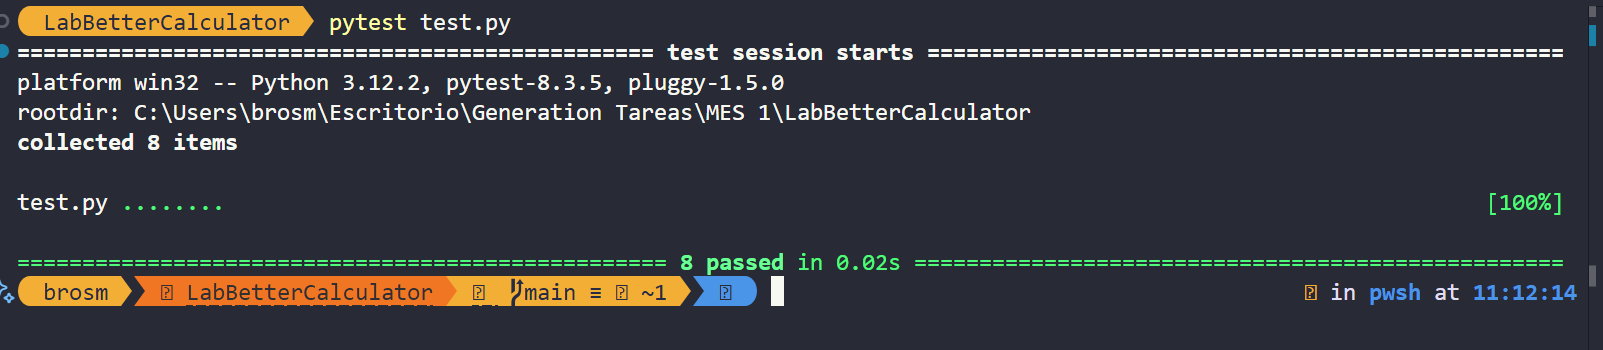 LabBetterCalculator pytest test.py
================================================= test session starts =================================================
platform win32 -- Python 3.12.2, pytest-8.3.5, pluggy-1.5.0
rootdir: C:\Users\brosm\Escritorio\Generation Tareas\MES 1\LabBetterCalculator
collected 8 items
test.py ........ [100%]
================================================== 8 passed in 0.02s ==================================================
brosm LabBetterCalculator main ≡ ~1 in pwsh at 11:12:14